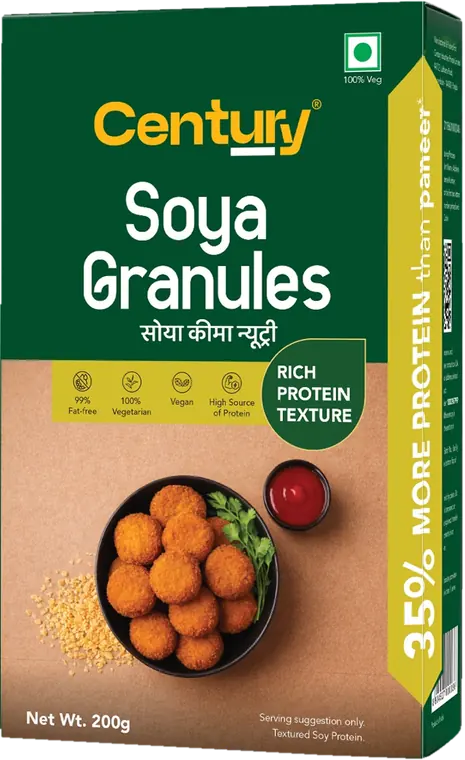 100% Veg
Century®
Soya
Granules
सोया कीमा न्यूट्री
99%
Fat-free
100%
Vegetarian
Vegan
High Source
of Protein
RICH
PROTEIN
TEXTURE
Net Wt. 200g
Serving suggestion only.
Textured Soy Protein.
35% MORE PROTEIN than paneer*